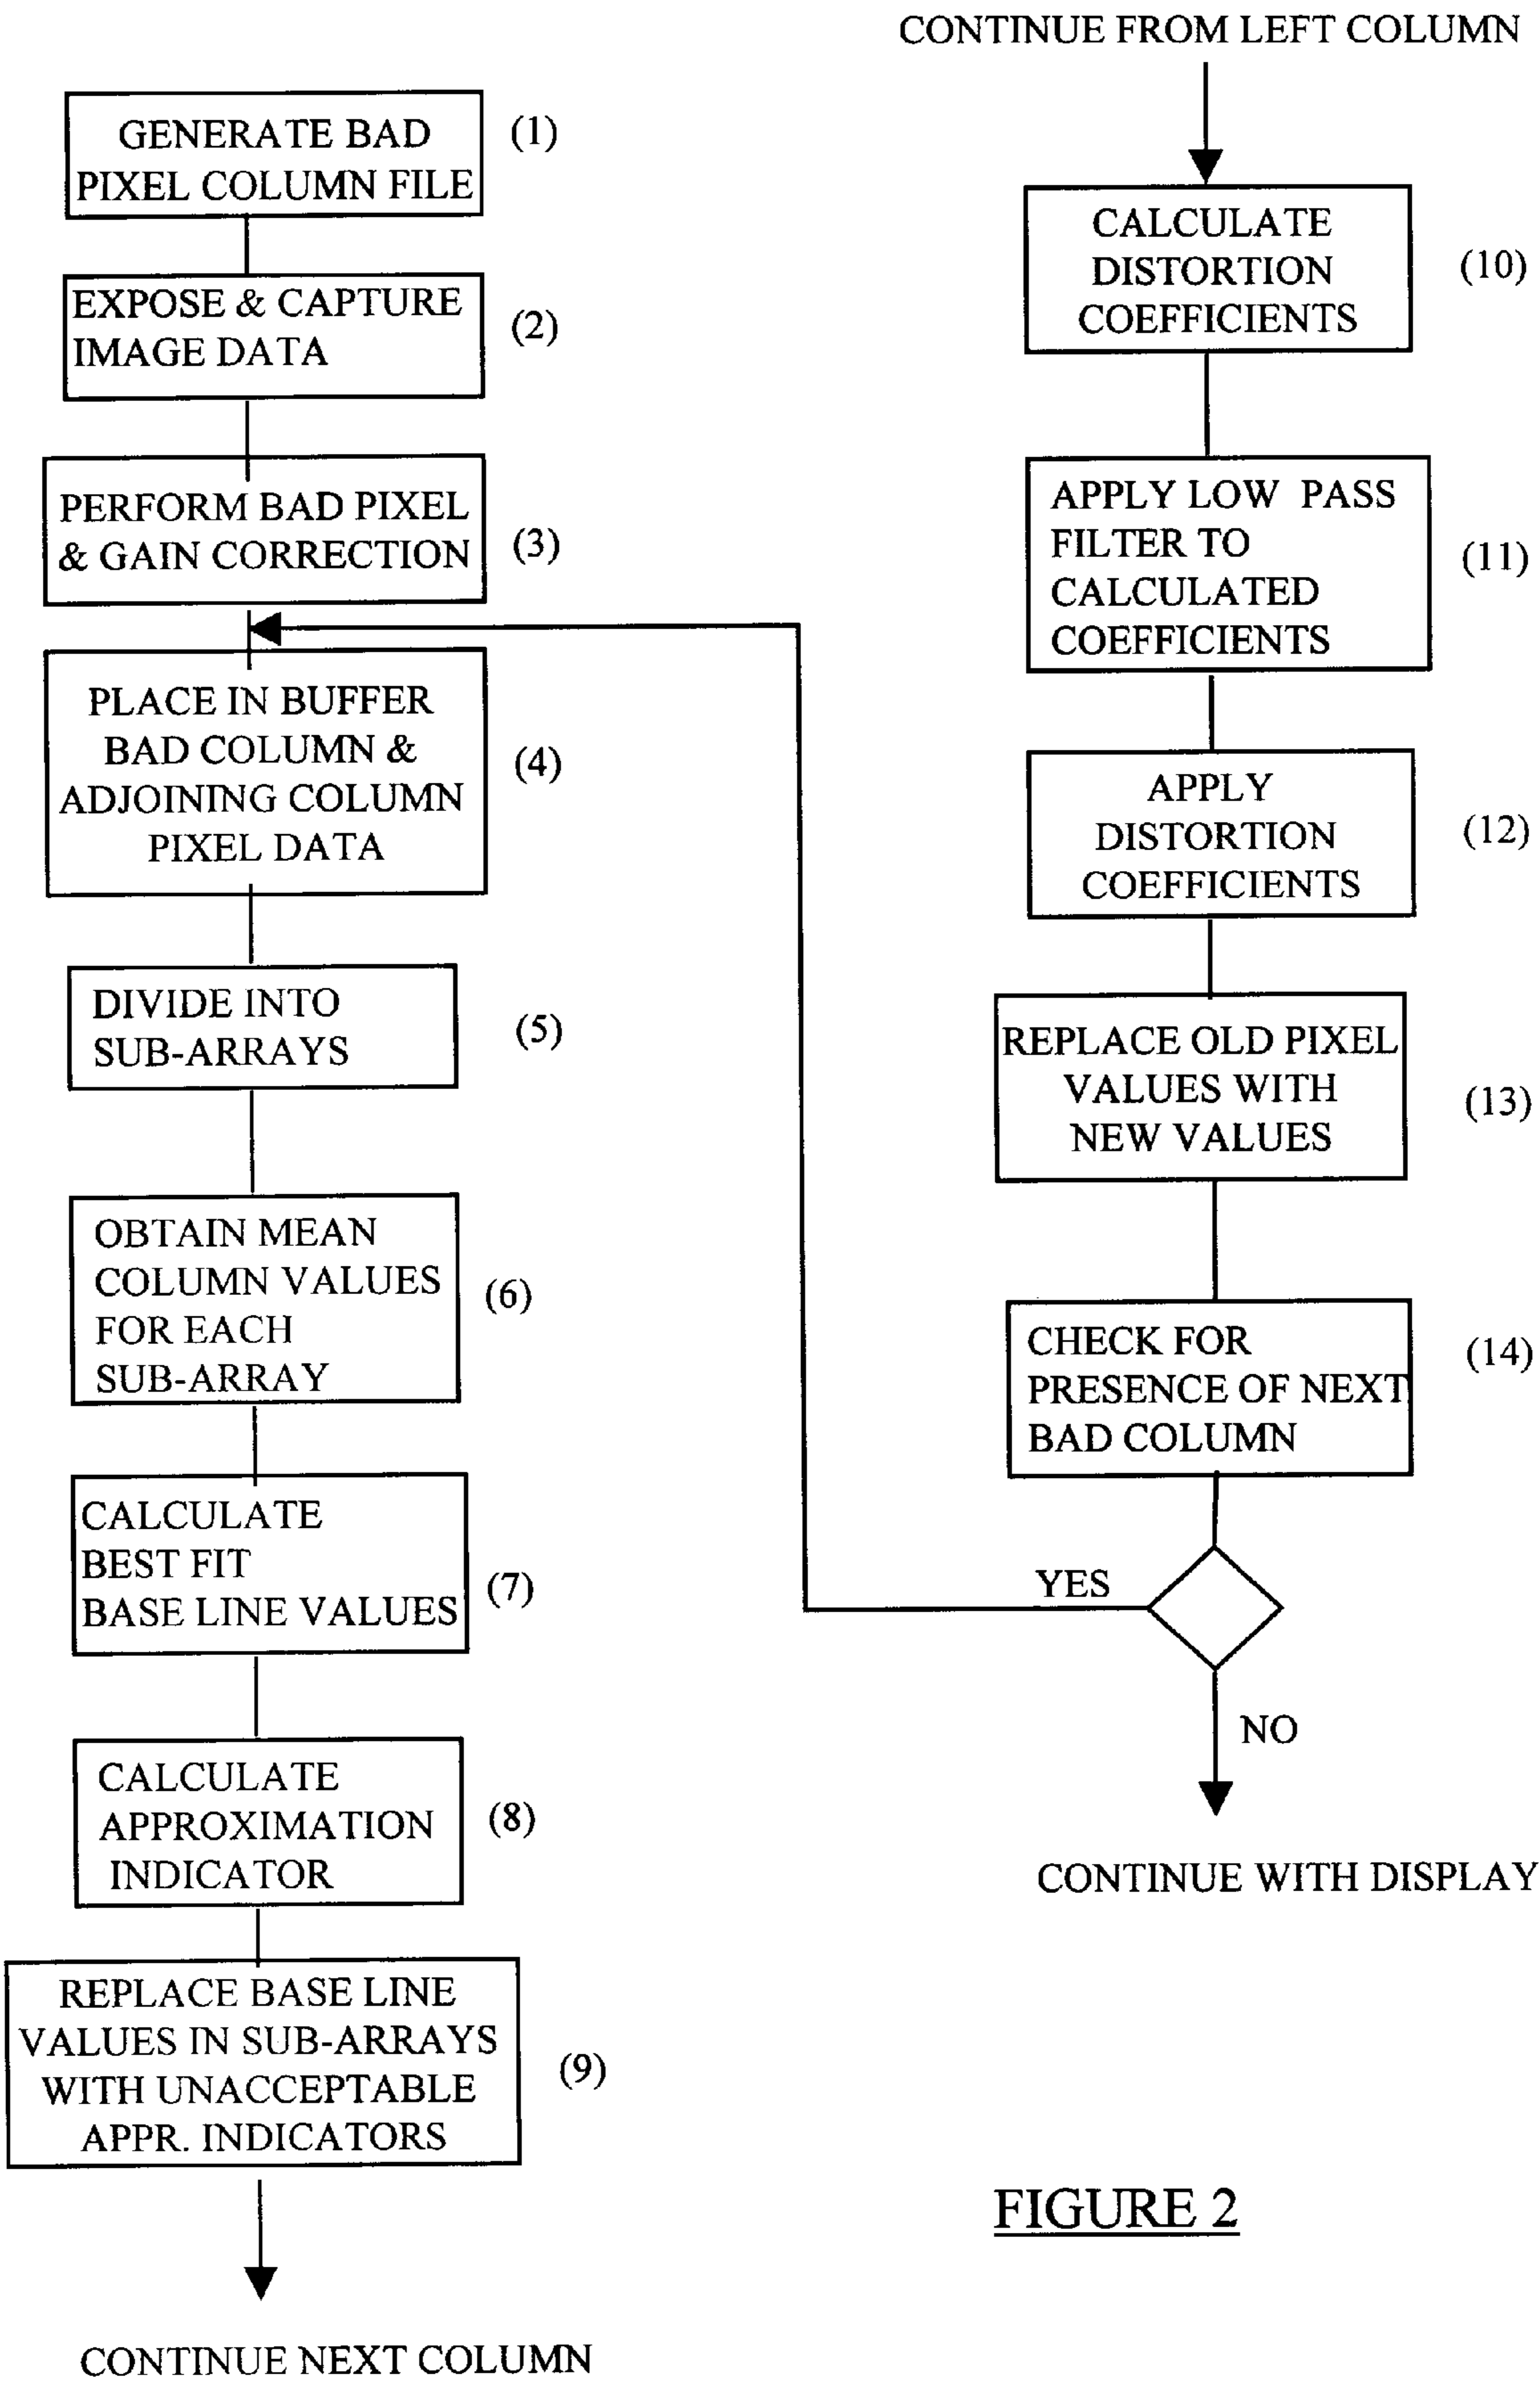 GENERATE BAD
PIXEL COLUMN FILE
(1)
EXPOSE & CAPTURE
IMAGE DATA
(2)
PERFORM BAD PIXEL
& GAIN CORRECTION
(3)
PLACE IN BUFFER
BAD COLUMN &
ADJOINING COLUMN
PIXEL DATA
(4)
DIVIDE INTO
SUB-ARRAYS
(5)
OBTAIN MEAN
COLUMN VALUES
FOR EACH
SUB-ARRAY
(6)
CALCULATE
BEST FIT
BASE LINE VALUES
(7)
CALCULATE
APPROXIMATION
INDICATOR
(8)
REPLACE BASE LINE
VALUES IN SUB-ARRAYS
WITH UNACCEPTABLE
APPR. INDICATORS
(9)
CONTINUE NEXT COLUMN
CONTINUE FROM LEFT COLUMN
CALCULATE
DISTORTION
COEFFICIENTS
(10)
APPLY LOW PASS
FILTER TO
CALCULATED
COEFFICIENTS
(11)
APPLY
DISTORTION
COEFFICIENTS
(12)
REPLACE OLD PIXEL
VALUES WITH
NEW VALUES
(13)
CHECK FOR
PRESENCE OF NEXT
BAD COLUMN
(14)
YES
NO
CONTINUE WITH DISPLAY
FIGURE 2